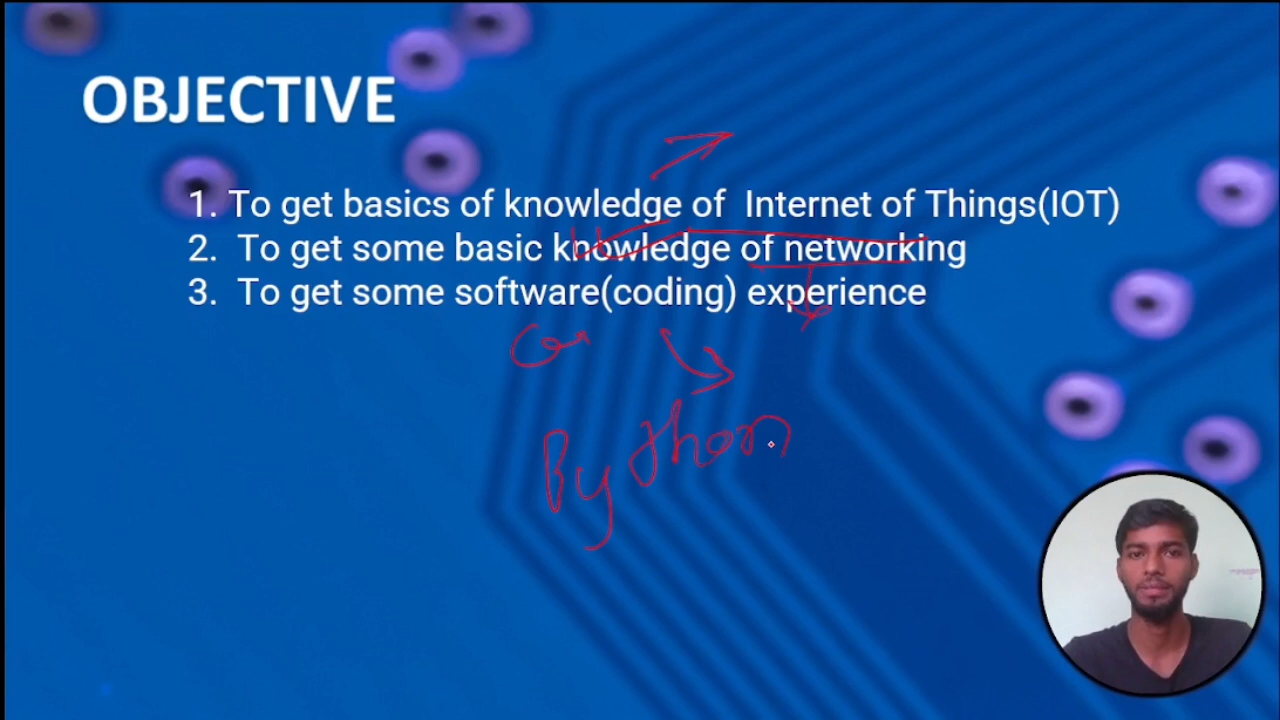 OBJECTIVE
1. To get basics of knowledge of Internet of Things(IOT)
2. To get some basic knowledge of networking
3. To get some software(coding) experience
Python